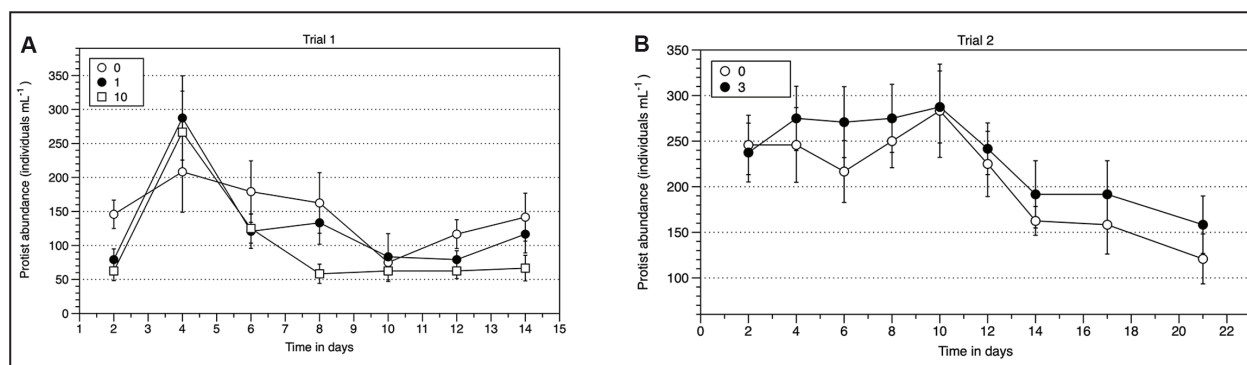 A
Trial 1
0
1
10
350
300
250
200
150
100
50
0
Protist abundance (individuals mL⁻¹ )
1 2 3 4 5 6 7 8 9 10 11 12 13 14 15
Time in days
B
Trial 2
0
3
350
300
250
200
150
100
Protist abundance (individuals mL⁻¹ )
0 2 4 6 8 10 12 14 16 18 20 22
Time in days